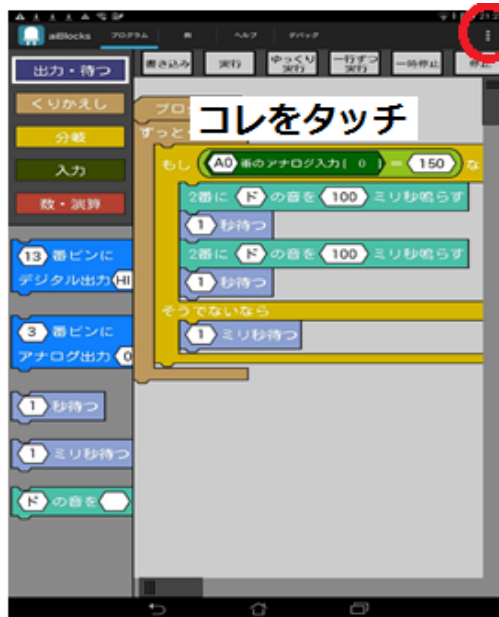 aiBlocks プログラム 例 ヘルプ デバッグ
出力・待つ
くりかえし
分岐
入力
数・演算
書き込み 実行 ゆっくり実行 一行ずつ実行 一時停止 停止
コレをタッチ
プロ
ずっと
もし A0 番のアナログ入力[ 0 ] = 150 な
2番に ド の音を 100 ミリ秒鳴らす
1 秒待つ
2番に ド の音を 100 ミリ秒鳴らす
1 秒待つ
そうでないなら
1 ミリ秒待つ
13 番ピンに
デジタル出力 HI
3 番ピンに
アナログ出力 0
1 秒待つ
1 ミリ秒待つ
ド の音を